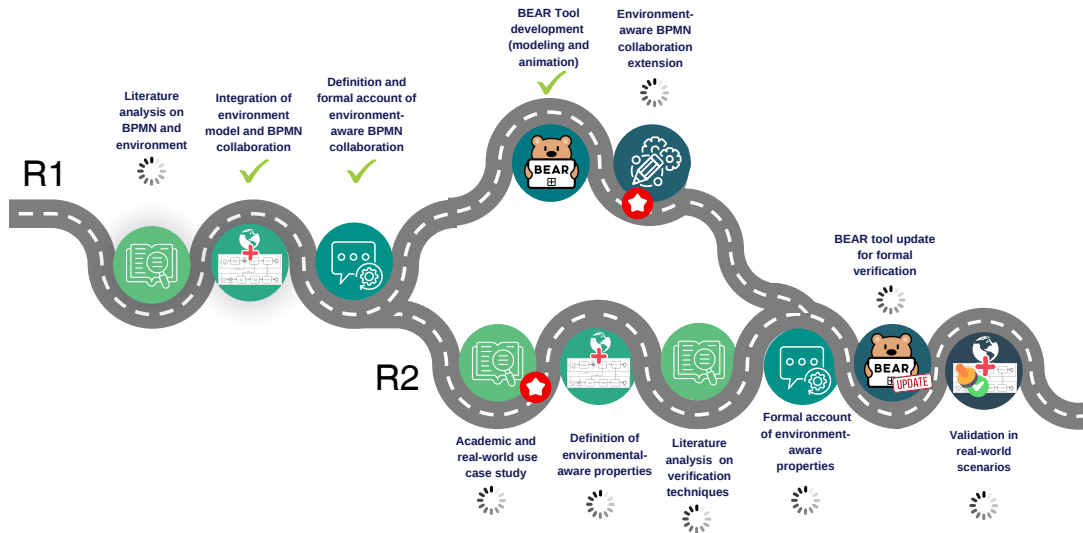 BEAR Tool
development
(modeling and
animation)
Environment-
aware BPMN
collaboration
extension
Literature
analysis on
BPMN and
environment
Integration of
environment
model and BPMN
collaboration
Definition and
formal account of
environment-
aware BPMN
collaboration
R1
BEAR
BEAR tool update
for formal
verification
R2
BEAR
UPDATE
Academic and
real-world use
case study
Definition of
environmental-
aware properties
Literature
analysis on
verification
techniques
Formal account
of environment-
aware
properties
Validation in
real-world
scenarios